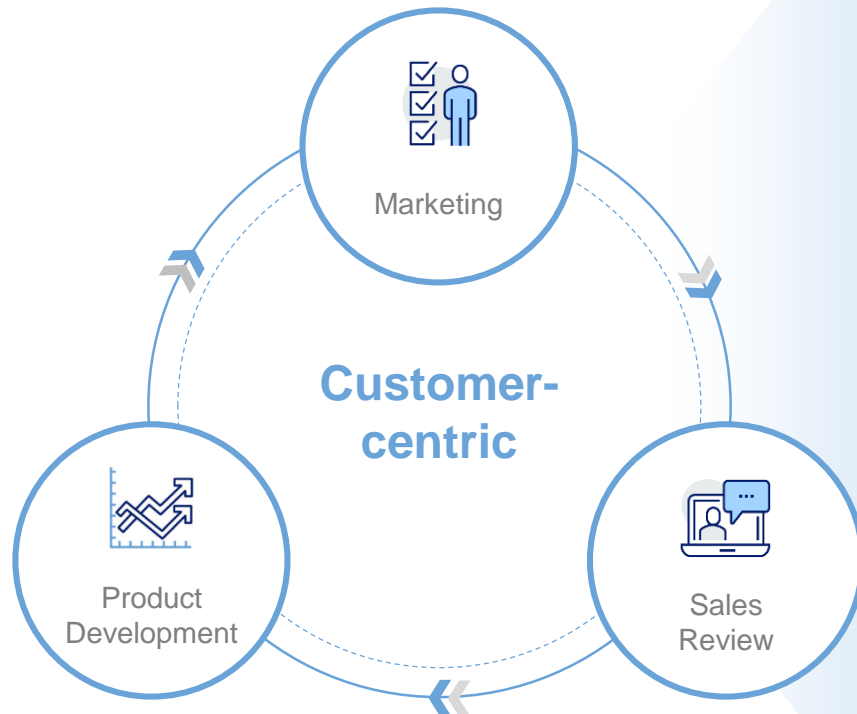 Marketing
Customer-
centric
Product
Development
Sales
Review